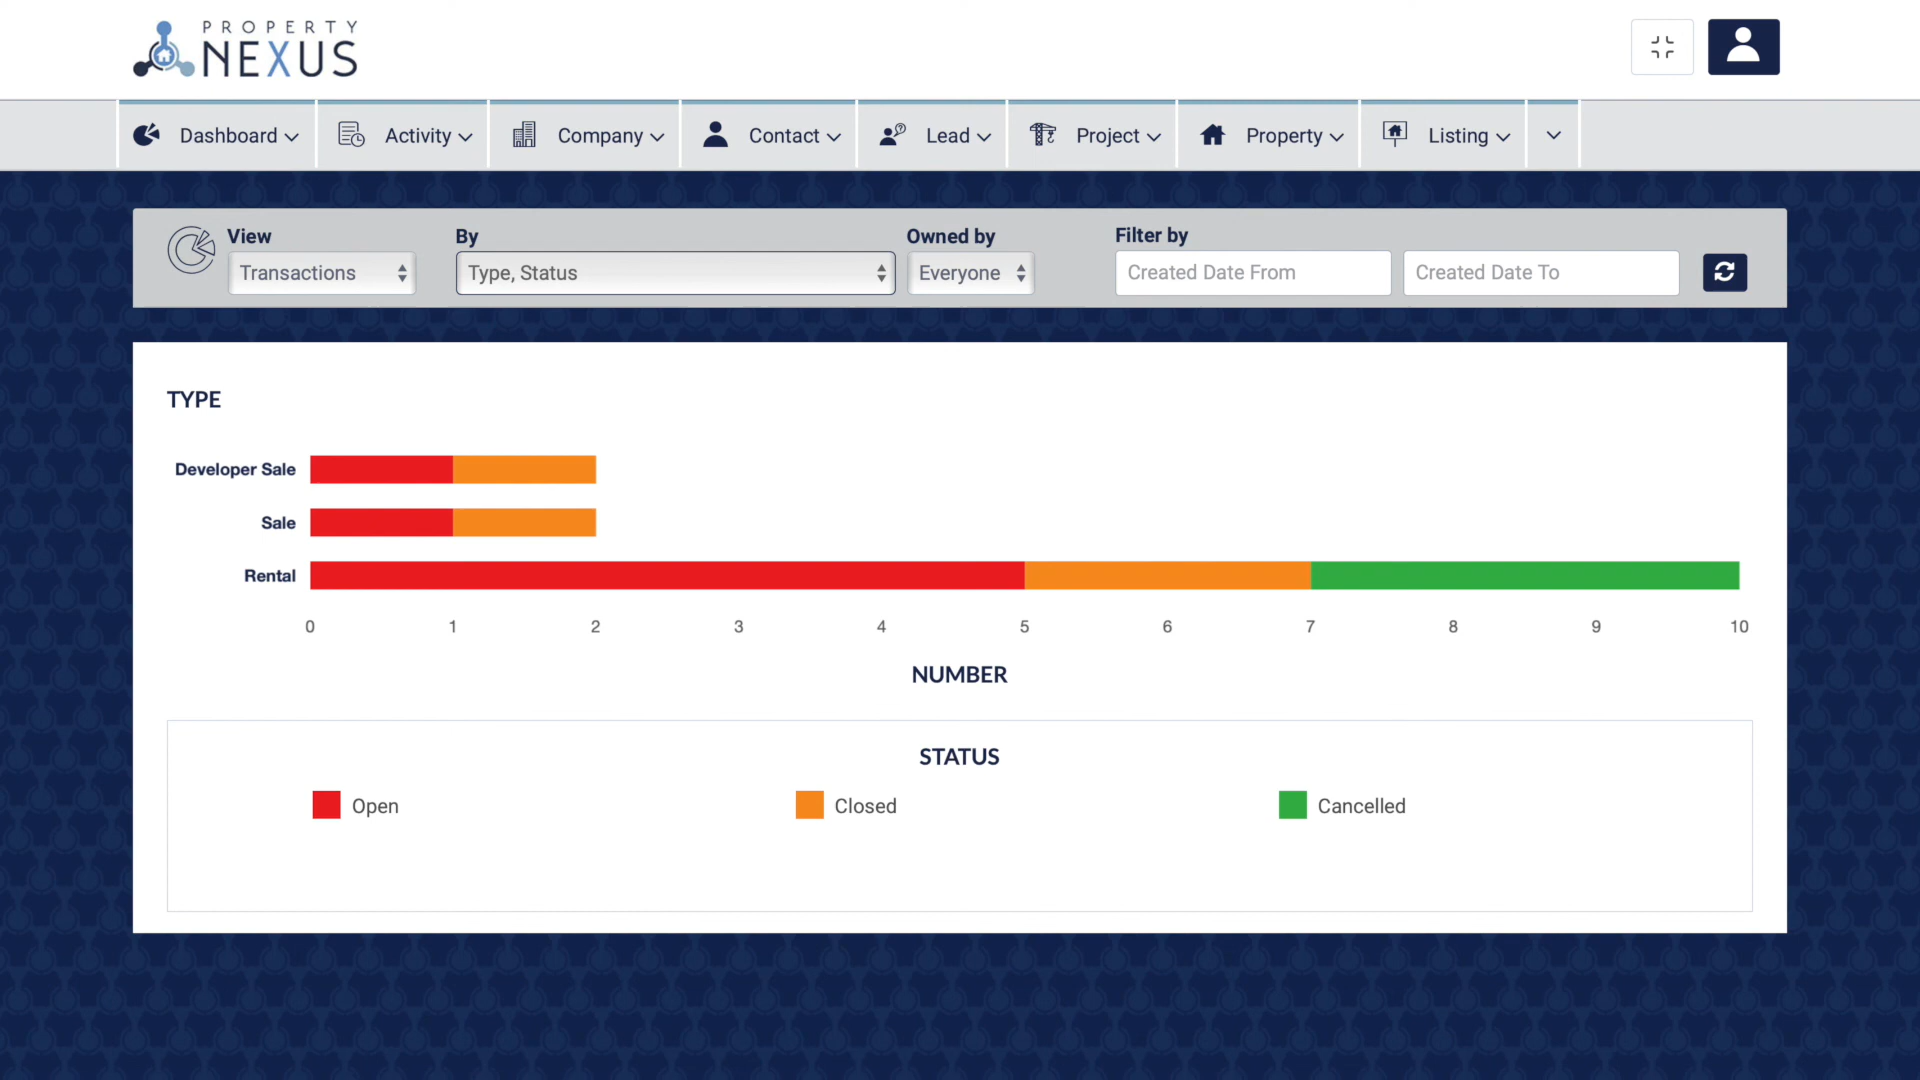 PROPERTY
NEXUS
Dashboard
Activity
Company
Contact
Lead
Project
Property
Listing
View
By
Owned by
Filter by
Transactions
Type, Status
Everyone
Created Date From
Created Date To
TYPE
Developer Sale
Sale
Rental
0 1 2 3 4 5 6 7 8 9 10
NUMBER
STATUS
Open
Closed
Cancelled